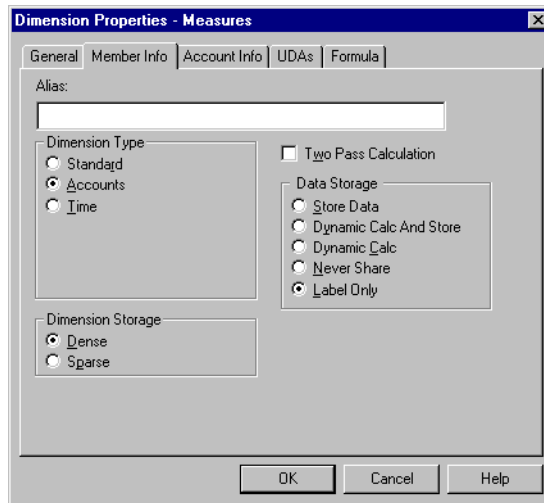 Dimension Properties - Measures
General Member Info Account Info UDAs Formula
Alias:
Dimension Type
Standard
Accounts
Time
Two Pass Calculation
Data Storage
Store Data
Dynamic Calc And Store
Dynamic Calc
Never Share
Label Only
Dimension Storage
Dense
Sparse
OK Cancel Help